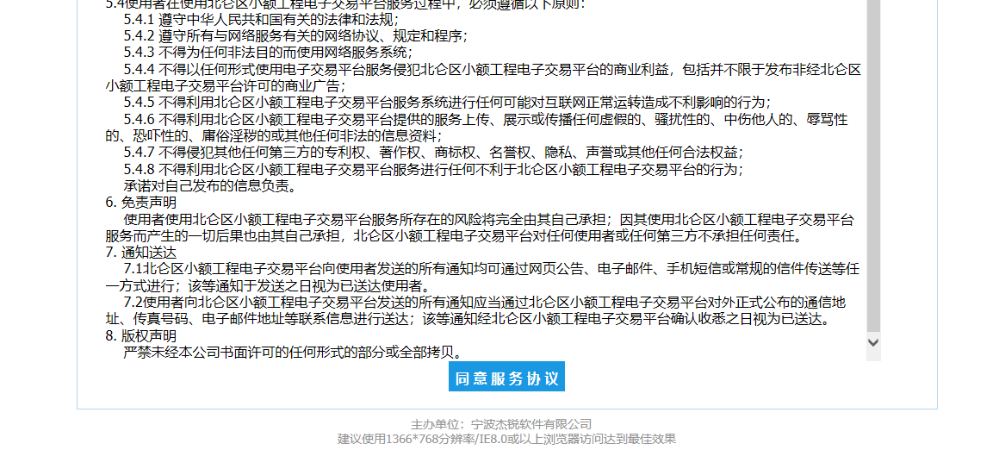 5.4使用者在使用北仑区小额工程电子交易平台服务过程中，必须遵循以下原则：
5.4.1 遵守中华人民共和国有关的法律和法规；
5.4.2 遵守所有与网络服务有关的网络协议、规定和程序；
5.4.3 不得为任何非法目的而使用网络服务系统；
5.4.4 不得以任何形式使用电子交易平台服务侵犯北仑区小额工程电子交易平台的商业利益，包括并不限于发布非经北仑区
小额工程电子交易平台许可的商业广告；
5.4.5 不得利用北仑区小额工程电子交易平台服务系统进行任何可能对互联网正常运转造成不利影响的行为；
5.4.6 不得利用北仑区小额工程电子交易平台提供的服务上传、展示或传播任何虚假的、骚扰性的、中伤他人的、辱骂性
的、恐吓性的、庸俗淫秽的或其他任何非法的信息资料；
5.4.7 不得侵犯其他任何第三方的专利权、著作权、商标权、名誉权、隐私、声誉或其他任何合法权益；
5.4.8 不得利用北仑区小额工程电子交易平台服务进行任何不利于北仑区小额工程电子交易平台的行为；
承诺对自己发布的信息负责。
6. 免责声明
使用者使用北仑区小额工程电子交易平台服务所存在的风险将完全由其自己承担；因其使用北仑区小额工程电子交易平台
服务而产生的一切后果也由其自己承担，北仑区小额工程电子交易平台对任何使用者或任何第三方不承担任何责任。
7. 通知送达
7.1北仑区小额工程电子交易平台向使用者发送的所有通知均可通过网页公告、电子邮件、手机短信或常规的信件传送等任
一方式进行；该等通知于发送之日视为已送达使用者。
7.2使用者向北仑区小额工程电子交易平台发送的所有通知应当通过北仑区小额工程电子交易平台对外正式公布的通信地
址、传真号码、电子邮件地址等联系信息进行送达；该等通知经北仑区小额工程电子交易平台确认收悉之日视为已送达。
8. 版权声明
严禁未经本公司书面许可的任何形式的部分或全部拷贝。
同意服务协议
主办单位：宁波杰锐软件有限公司
建议使用1366*768分辨率/IE8.0或以上浏览器访问达到最佳效果